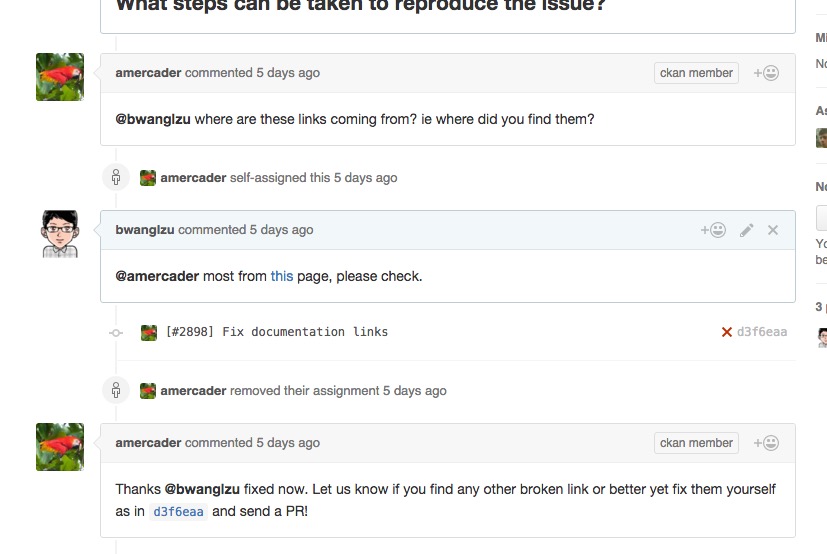 What steps can be taken to reproduce the issue?
amercader commented 5 days ago
ckan member
@bwanglzu where are these links coming from? ie where did you find them?
amercader self-assigned this 5 days ago
bwanglzu commented 5 days ago
@amercader most from this page, please check.
[#2898] Fix documentation links
d3f6eaa
amercader removed their assignment 5 days ago
amercader commented 5 days ago
ckan member
Thanks @bwanglzu fixed now. Let us know if you find any other broken link or better yet fix them yourself
as in d3f6eaa and send a PR!
Mi
No
As
No
Yo
be
3 p